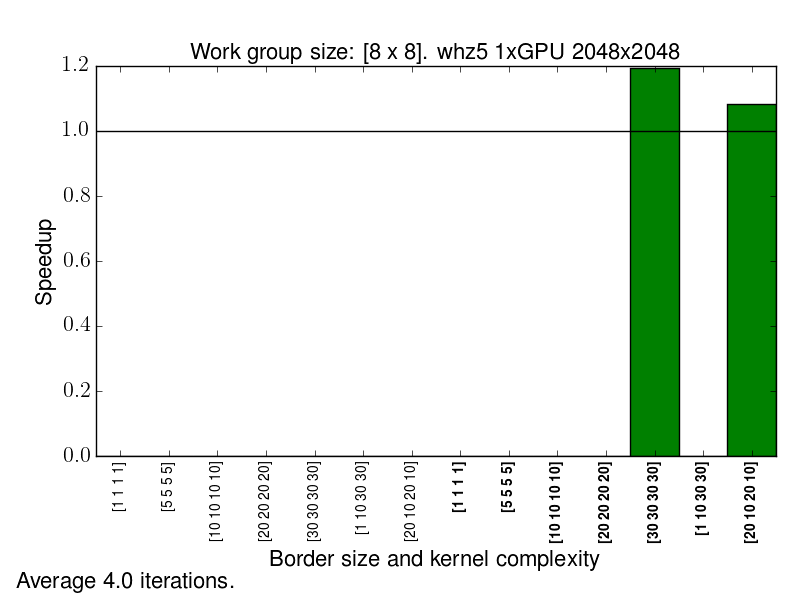 Work group size: [8 x 8]. whz5 1xGPU 2048x2048
1.2
1.0
0.8
0.6
0.4
0.2
0.0
Speedup
[1 1 1 1]
[5 5 5 5]
[10 10 10 10]
[20 20 20 20]
[30 30 30 30]
[1 10 30 30]
[20 10 20 10]
[1 1 1 1]
[5 5 5 5]
[10 10 10 10]
[20 20 20 20]
[30 30 30 30]
[1 10 30 30]
[20 10 20 10]
Border size and kernel complexity
Average 4.0 iterations.